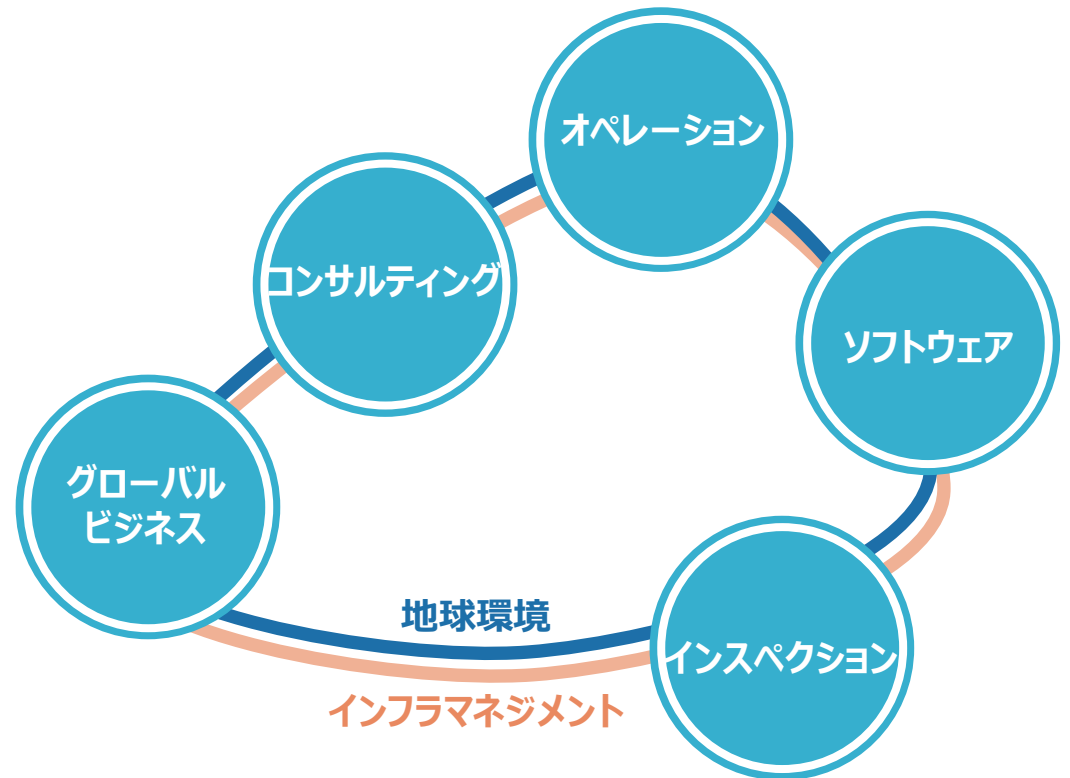 オペレーション
コンサルティング
ソフトウェア
グローバル
ビジネス
地球環境
インスペクション
インフラマネジメント